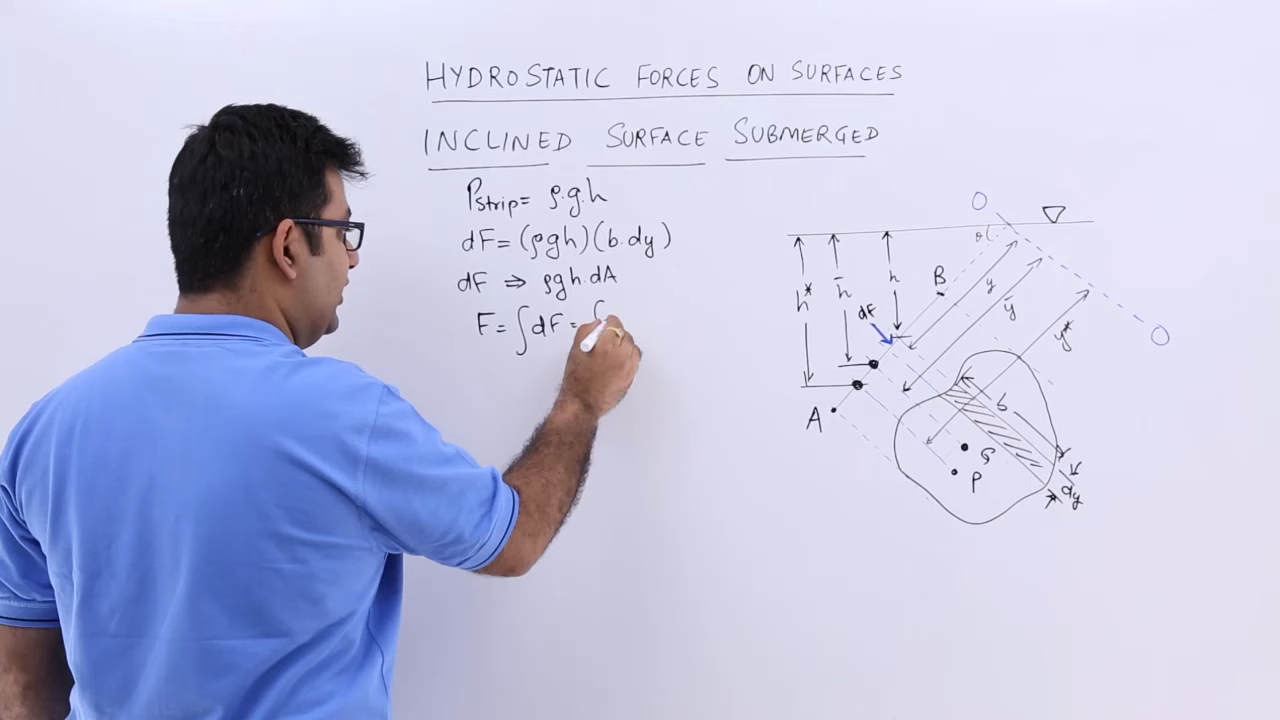 HYDROSTATIC FORCES ON SURFACES
INCLINED SURFACE SUBMERGED
Pstrip = ρ.g.h
dF = (ρgh)(b.dy)
dF ⇒ ρgh.dA
F = ∫dF = ∫
O
α
h*
h̄
h
B
y
ȳ
y*
dF
O
A
b
G
P
dy